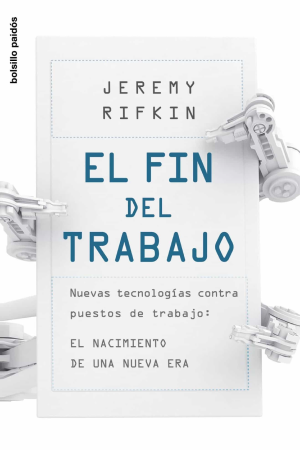 bolsillo paidós
JEREMY
RIFKIN
EL FIN
DEL
TRABAJO
Nuevas tecnologías contra
puestos de trabajo:
EL NACIMIENTO
DE UNA NUEVA ERA